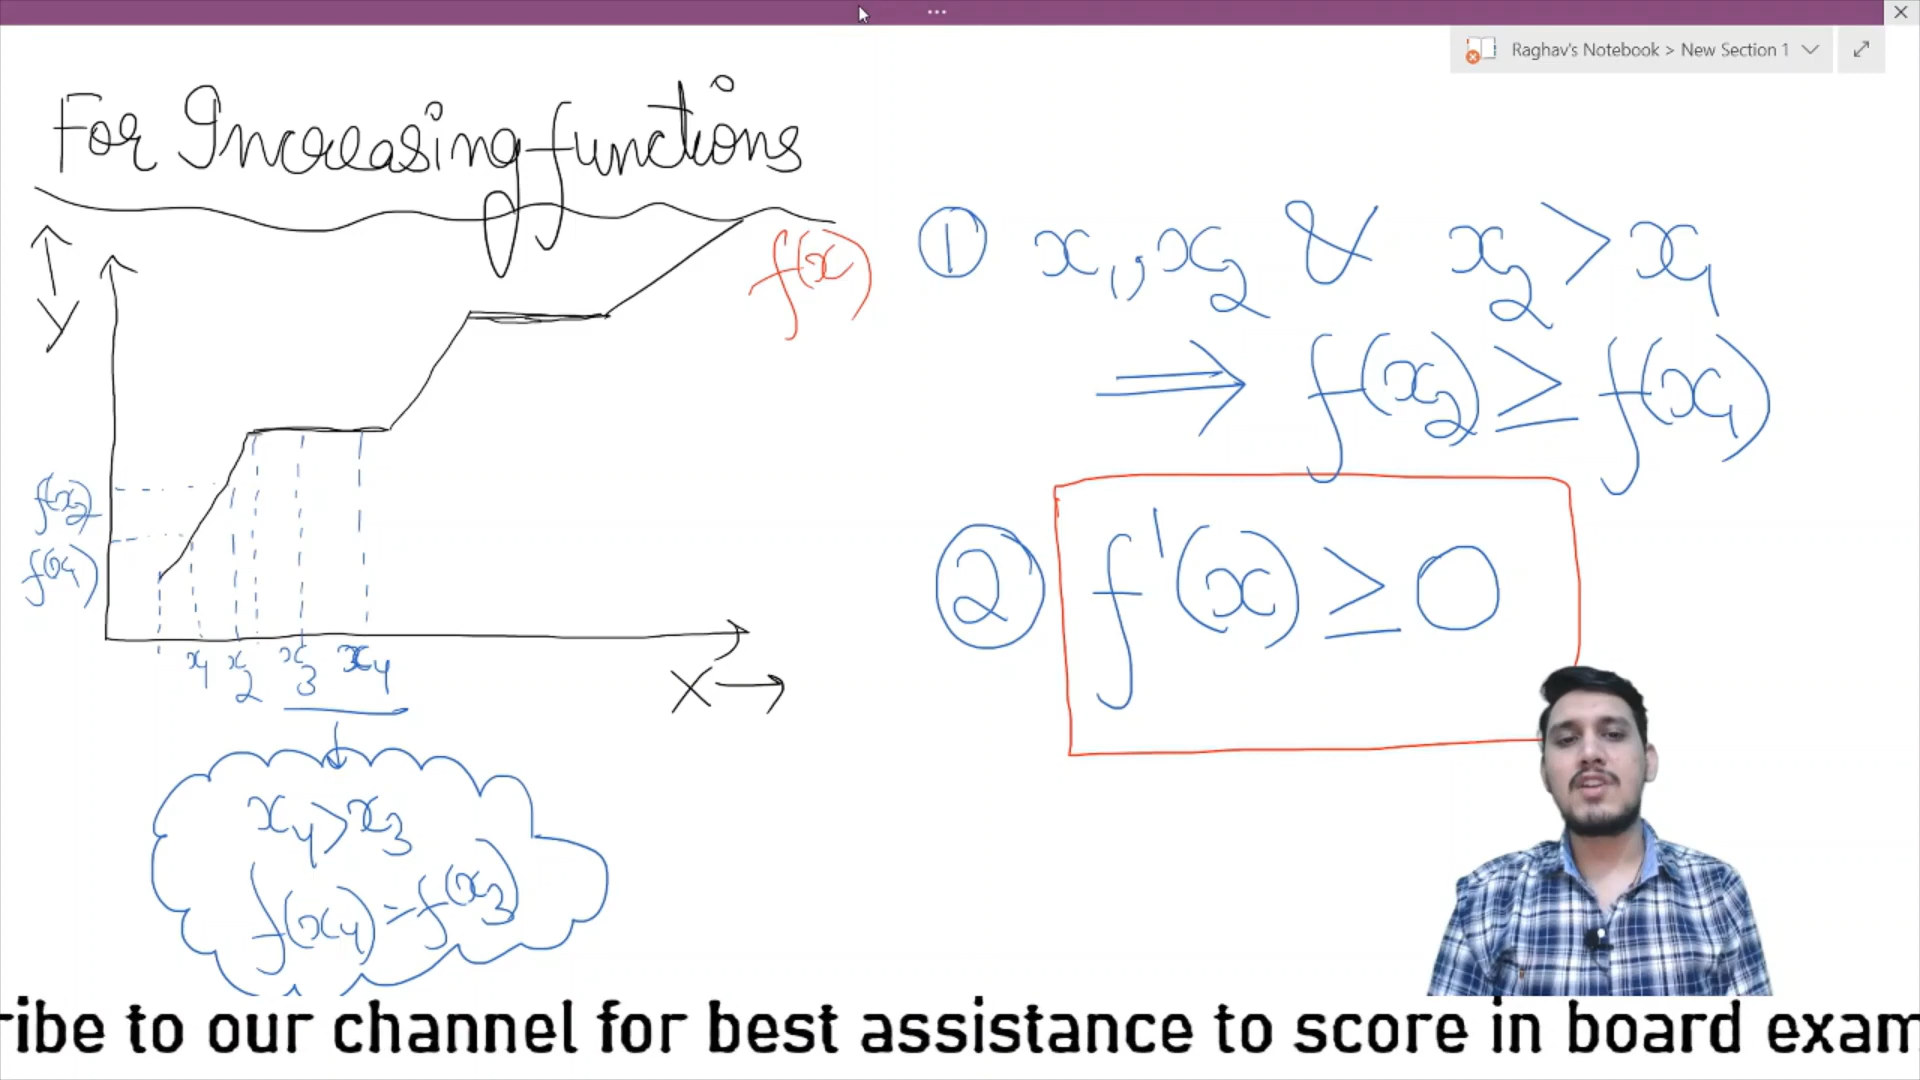 Raghav's Notebook > New Section 1
For Increasing functions
Y
f(x)
f(x2)
f(x1)
x1 x2 x3 x4
X
x4 > x3
f(x4) = f(x3)
① x1, x2 & x2 > x1
⇒ f(x2) ≥ f(x1)
② f'(x) ≥ 0
ribe to our channel for best assistance to score in board exam